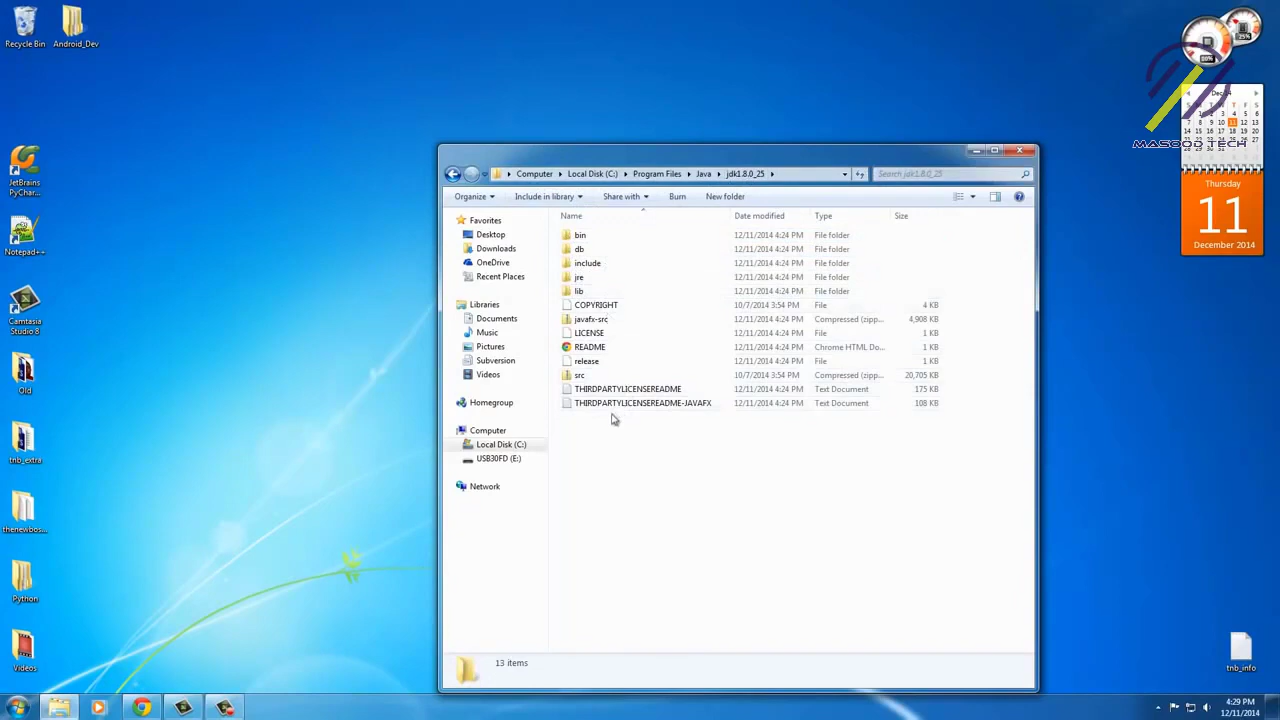 Recycle Bin
Android_Dev
JetBrains
PyChar...
Notepad++
Camtasia
Studio 8
Old
tnb_extra
thenewbos...
Python
Videos
Computer Local Disk (C:) Program Files Java jdk1.8.0_25
Search jdk1.8.0_25
Organize Include in library Share with Burn New folder
Favorites
Desktop
Downloads
OneDrive
Recent Places
Libraries
Documents
Music
Pictures
Subversion
Videos
Homegroup
Computer
Local Disk (C:)
USB30FD (E:)
Network
Name Date modified Type Size
bin 12/11/2014 4:24 PM File folder
db 12/11/2014 4:24 PM File folder
include 12/11/2014 4:24 PM File folder
jre 12/11/2014 4:24 PM File folder
lib 12/11/2014 4:24 PM File folder
COPYRIGHT 10/7/2014 3:54 PM File 4 KB
javafx-src 12/11/2014 4:24 PM Compressed (zipp... 4,908 KB
LICENSE 12/11/2014 4:24 PM File 1 KB
README 12/11/2014 4:24 PM Chrome HTML Do... 1 KB
release 12/11/2014 4:24 PM File 1 KB
src 10/7/2014 3:54 PM Compressed (zipp... 20,705 KB
THIRDPARTYLICENSEREADME 12/11/2014 4:24 PM Text Document 175 KB
THIRDPARTYLICENSEREADME-JAVAFX 12/11/2014 4:24 PM Text Document 108 KB
13 items
MASOOD TECH
Thursday
11
December 2014
tnb_info
4:29 PM
12/11/2014